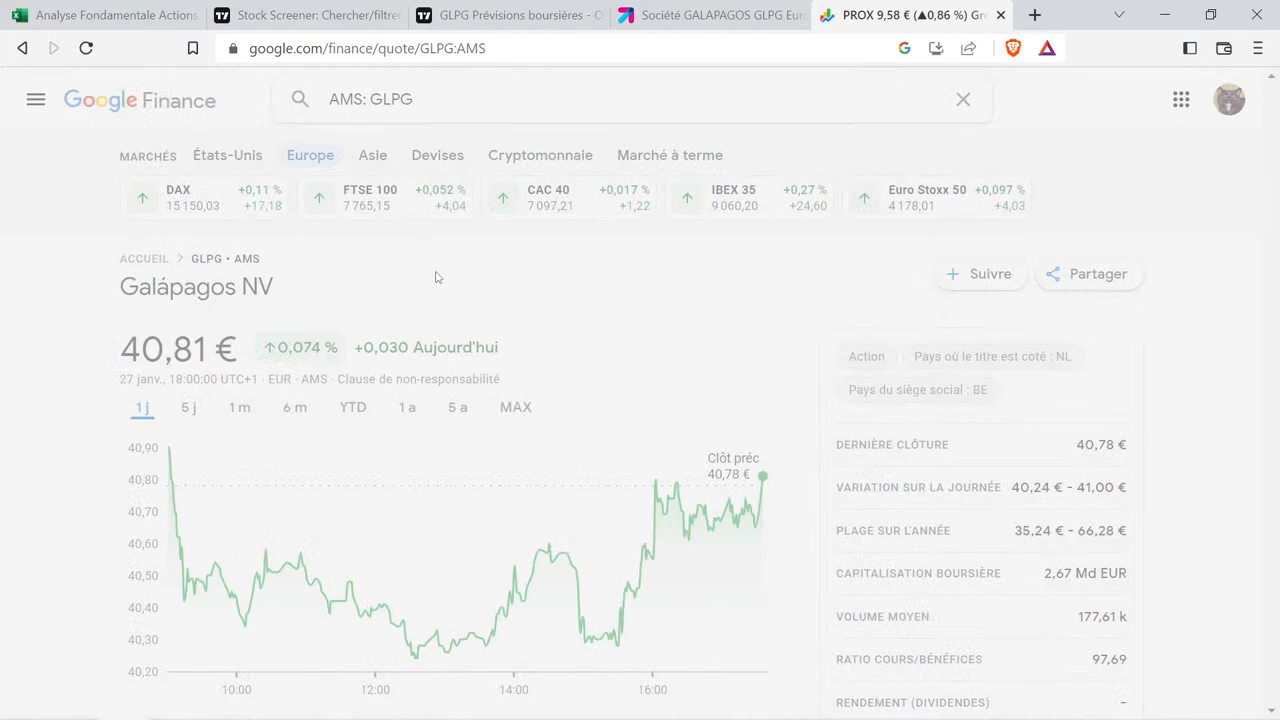 Analyse Fondamentale Actions
Stock Screener: Chercher/filtrer
GLPG Prévisions boursières - O
Société GALAPAGOS GLPG Eur
PROX 9,58 € (▲0,86 %) Gro
google.com/finance/quote/GLPG:AMS
Google Finance
AMS: GLPG
MARCHÉS États-Unis Europe Asie Devises Cryptomonnaie Marché à terme
DAX +0,11 % FTSE 100 +0,052 % CAC 40 +0,017 % IBEX 35 +0,27 % Euro Stoxx 50 +0,097 %
15 150,03 +17,18 7 765,15 +4,04 7 097,21 +1,22 9 060,20 +24,60 4 178,01 +4,03
ACCUEIL > GLPG • AMS
Galápagos NV
Suivre
Partager
40,81 € ↑ 0,074 % +0,030 Aujourd'hui
27 janv., 18:00:00 UTC+1 · EUR · AMS · Clause de non-responsabilité
1 j 5 j 1 m 6 m YTD 1 a 5 a MAX
40,90
40,80
40,70
40,60
40,50
40,40
40,30
40,20
Clôt préc
40,78 €
10:00 12:00 14:00 16:00
Action Pays où le titre est coté : NL
Pays du siège social : BE
DERNIÈRE CLÔTURE 40,78 €
VARIATION SUR LA JOURNÉE 40,24 € - 41,00 €
PLAGE SUR L'ANNÉE 35,24 € - 66,28 €
CAPITALISATION BOURSIÈRE 2,67 Md EUR
VOLUME MOYEN 177,61 k
RATIO COURS/BÉNÉFICES 97,69
RENDEMENT (DIVIDENDES) -